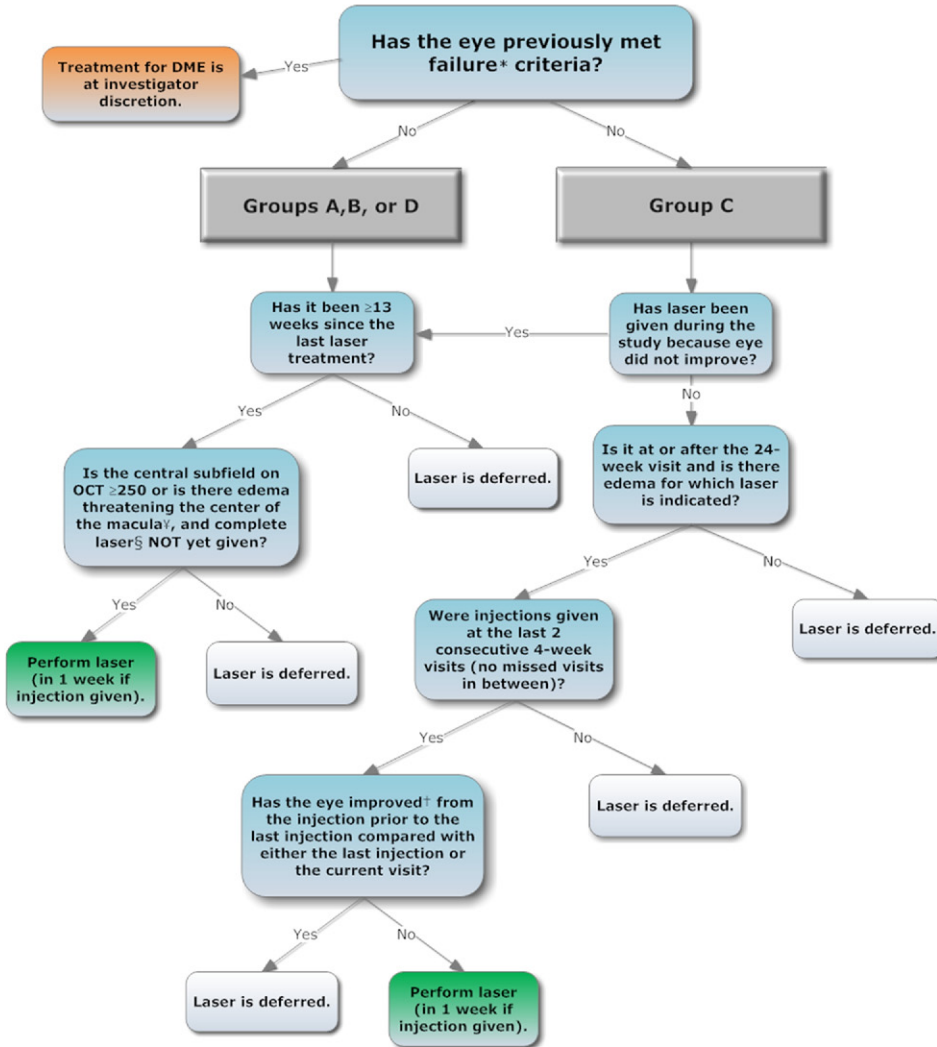 Has the eye previously met
failure* criteria?
Yes
Treatment for DME is
at investigator
discretion.
No
No
Groups A,B, or D
Group C
Has it been ≥13
weeks since the
last laser
treatment?
Yes
Has laser been
given during the
study because eye
did not improve?
Yes
No
No
Is the central subfield on
OCT ≥250 or is there edema
threatening the center of
the macula¥, and complete
laser§ NOT yet given?
Laser is deferred.
Is it at or after the 24-
week visit and is there
edema for which laser
is indicated?
Yes
No
Yes
No
Perform laser
(in 1 week if
injection given).
Laser is deferred.
Were injections given
at the last 2
consecutive 4-week
visits (no missed visits
in between)?
Laser is deferred.
Yes
No
Has the eye improved† from
the injection prior to the
last injection compared with
either the last injection or
the current visit?
Laser is deferred.
Yes
No
Laser is deferred.
Perform laser
(in 1 week if
injection given).